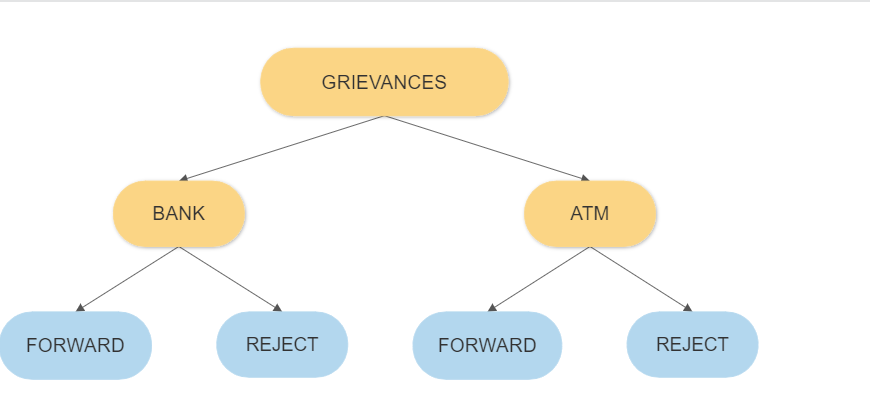 GRIEVANCES
BANK
ATM
FORWARD
REJECT
FORWARD
REJECT